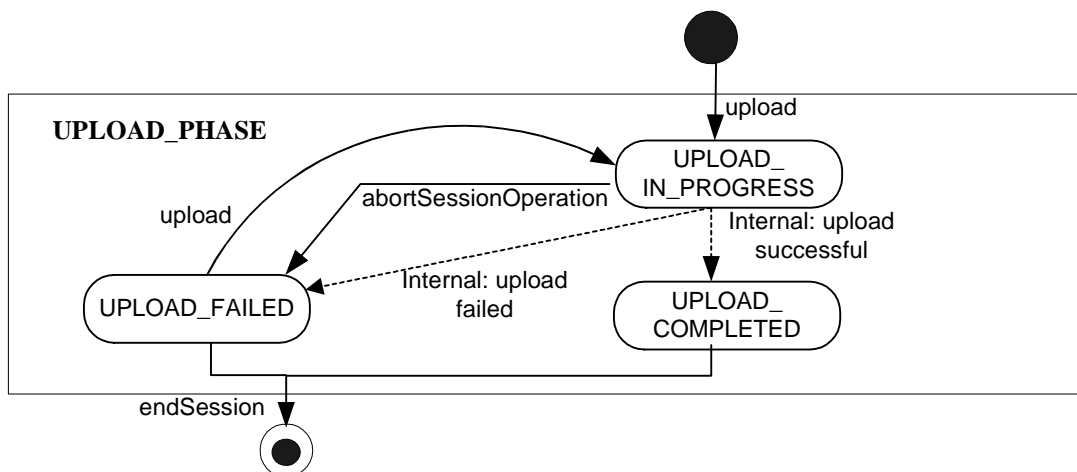 upload
UPLOAD_PHASE
UPLOAD_
IN_PROGRESS
abortSessionOperation
upload
Internal: upload
successful
Internal: upload
failed
UPLOAD_FAILED
UPLOAD_
COMPLETED
endSession